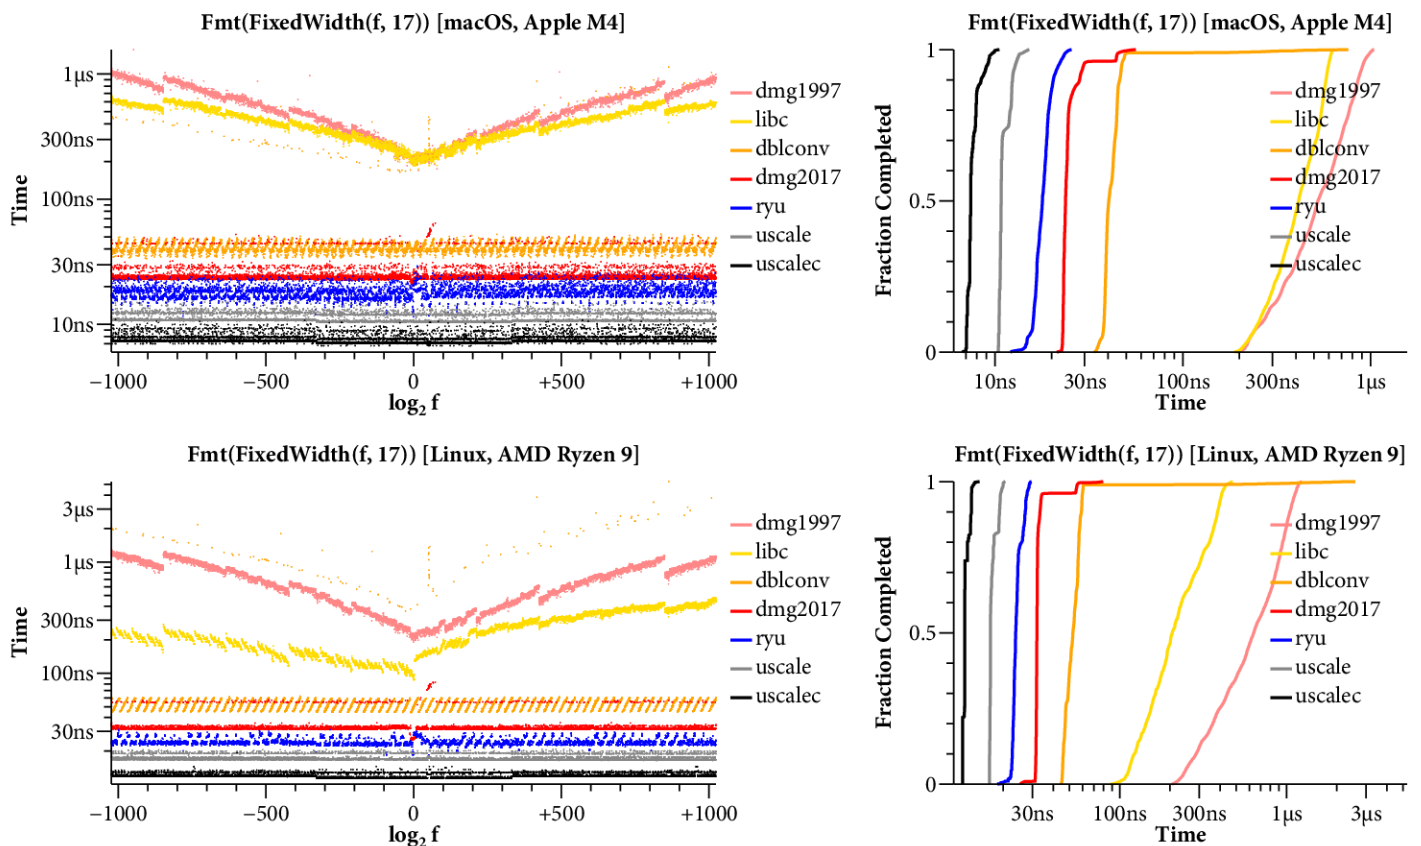 Fmt(FixedWidth(f, 17)) [macOS, Apple M4]
1μs
300ns
100ns
30ns
10ns
Time
−1000
−500
0
+500
+1000
log₂ f
dmg1997
libc
dblconv
dmg2017
ryu
uscale
uscalec
Fmt(FixedWidth(f, 17)) [macOS, Apple M4]
1
0.5
0
Fraction Completed
10ns
30ns
100ns
300ns
1μs
Time
dmg1997
libc
dblconv
dmg2017
ryu
uscale
uscalec
Fmt(FixedWidth(f, 17)) [Linux, AMD Ryzen 9]
3μs
1μs
300ns
100ns
30ns
Time
−1000
−500
0
+500
+1000
log₂ f
dmg1997
libc
dblconv
dmg2017
ryu
uscale
uscalec
Fmt(FixedWidth(f, 17)) [Linux, AMD Ryzen 9]
1
0.5
0
Fraction Completed
30ns
100ns
300ns
1μs
3μs
Time
dmg1997
libc
dblconv
dmg2017
ryu
uscale
uscalec